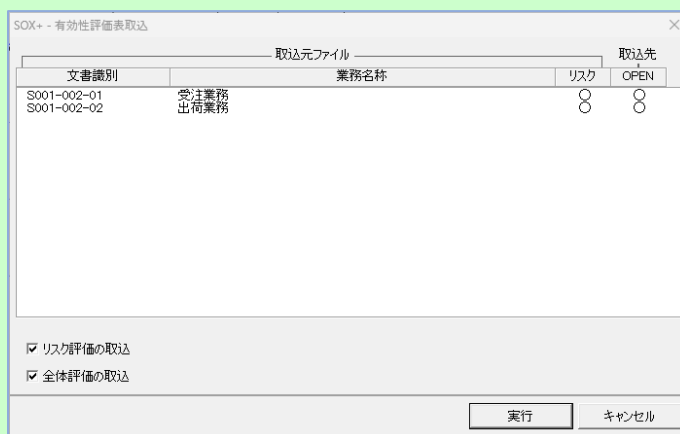 SOX+ - 有効性評価表取込
取込元ファイル 取込先
文書識別 業務名称 リスク OPEN
S001-002-01 受注業務 ○ ○
S001-002-02 出荷業務 ○ ○
リスク評価の取込
全体評価の取込
実行 キャンセル